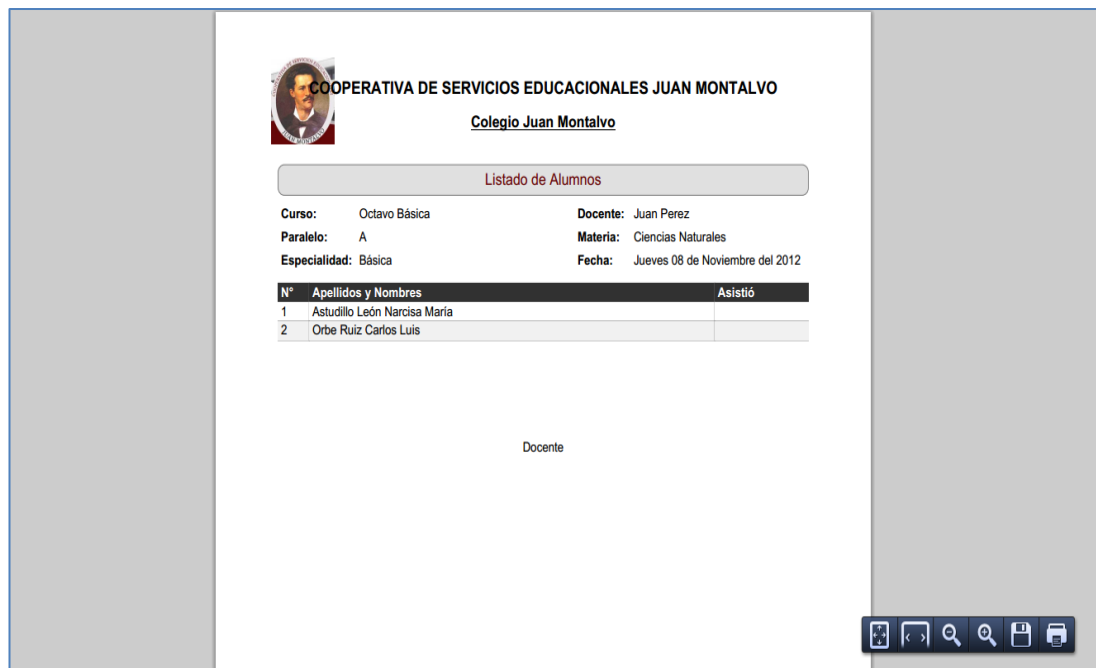 COOPERATIVA DE SERVICIOS EDUCACIONALES JUAN MONTALVO
Colegio Juan Montalvo
Listado de Alumnos
Curso: Octavo Básica Docente: Juan Perez
Paralelo: A Materia: Ciencias Naturales
Especialidad: Básica Fecha: Jueves 08 de Noviembre del 2012
N° Apellidos y Nombres Asistió
1 Astudillo León Narcisa María
2 Orbe Ruiz Carlos Luis
Docente